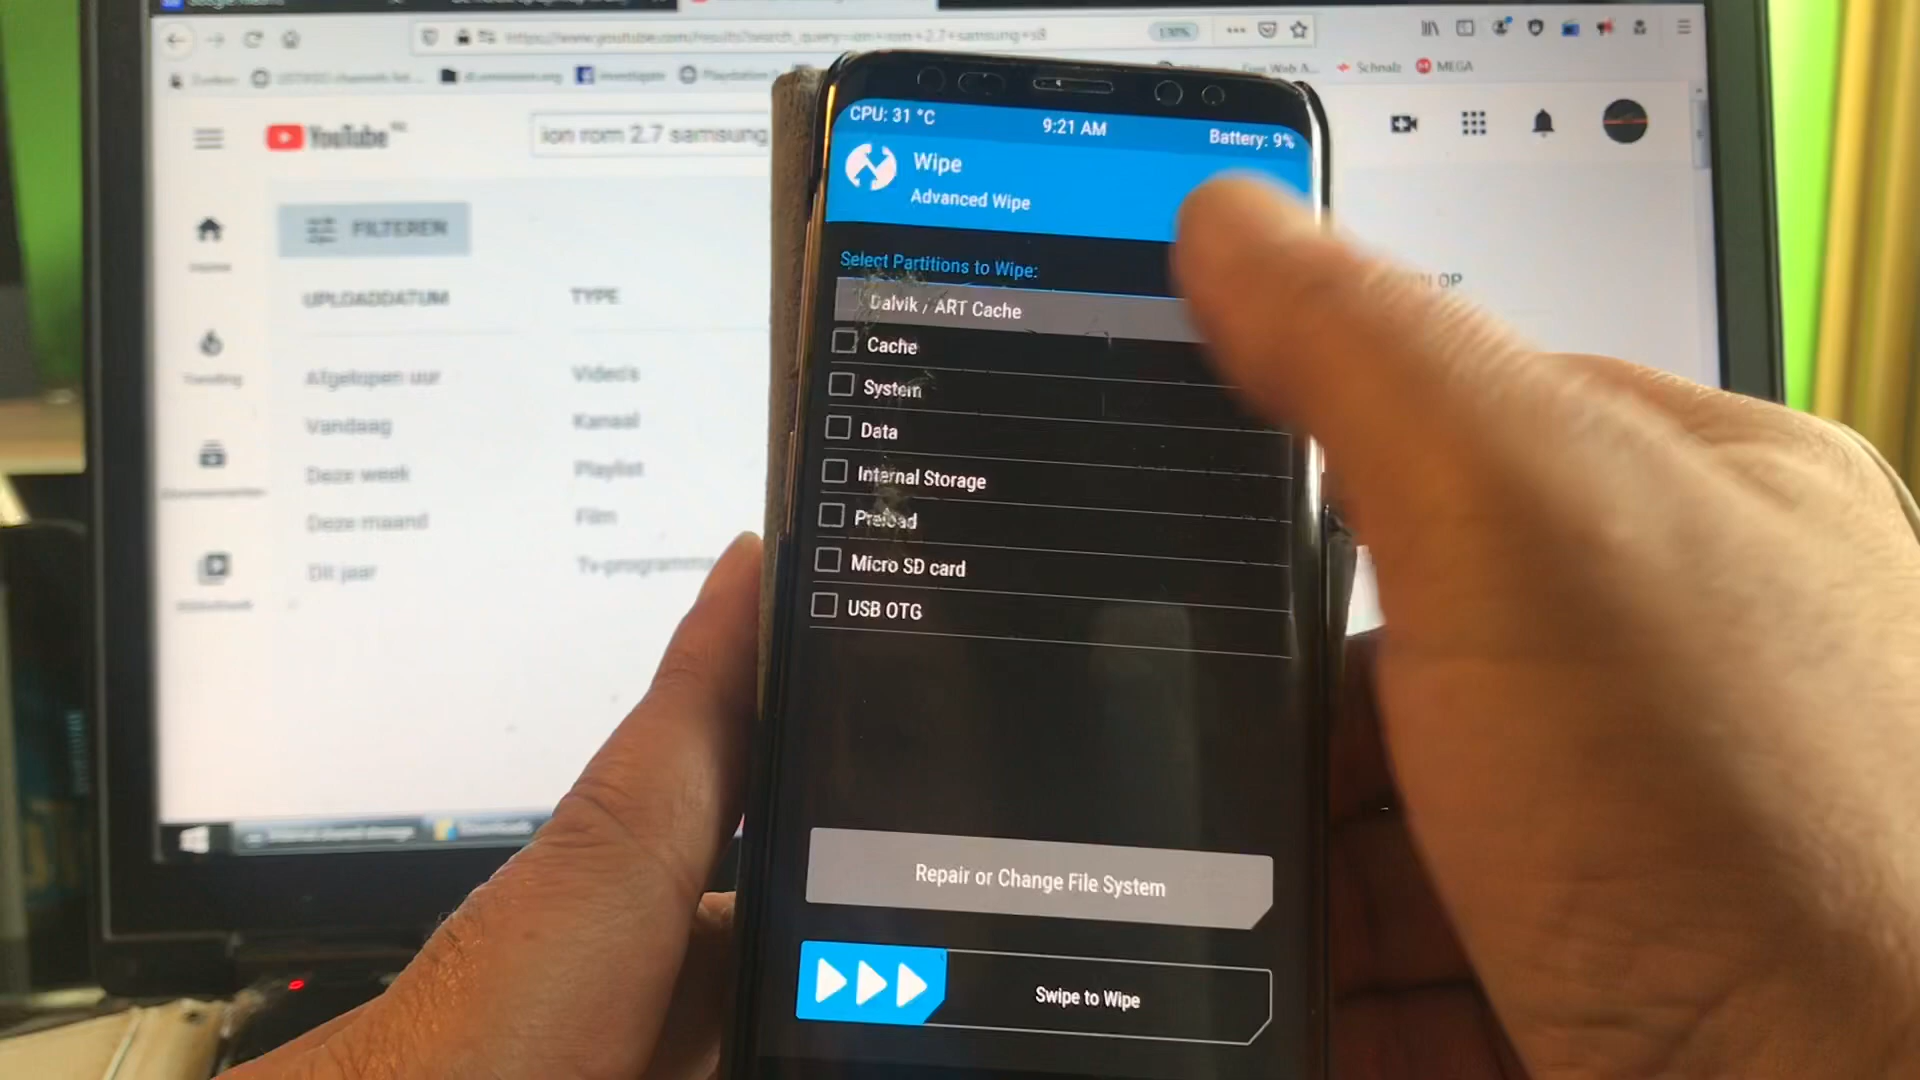 https://www.youtube.com/results?search_query=ion+rom+2.7+samsung+s8
130%
Schnalz
MEGA
YouTube NL
ion rom 2.7 samsung
FILTEREN
UPLOADDATUM
TYPE
OP
Afgelopen uur
Video's
Vandaag
Kanaal
Deze week
Playlist
Deze maand
Film
Dit jaar
Tv-programma
Home
Trending
CPU: 31 °C
9:21 AM
Battery: 9%
Wipe
Advanced Wipe
Select Partitions to Wipe:
Dalvik / ART Cache
Cache
System
Data
Internal Storage
Preload
Micro SD card
USB OTG
Repair or Change File System
Swipe to Wipe